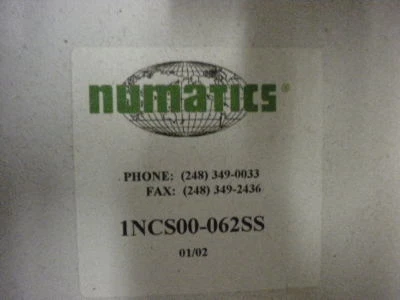 numatics®
PHONE: (248) 349-0033
FAX: (248) 349-2436
1NCS00-062SS
01/02